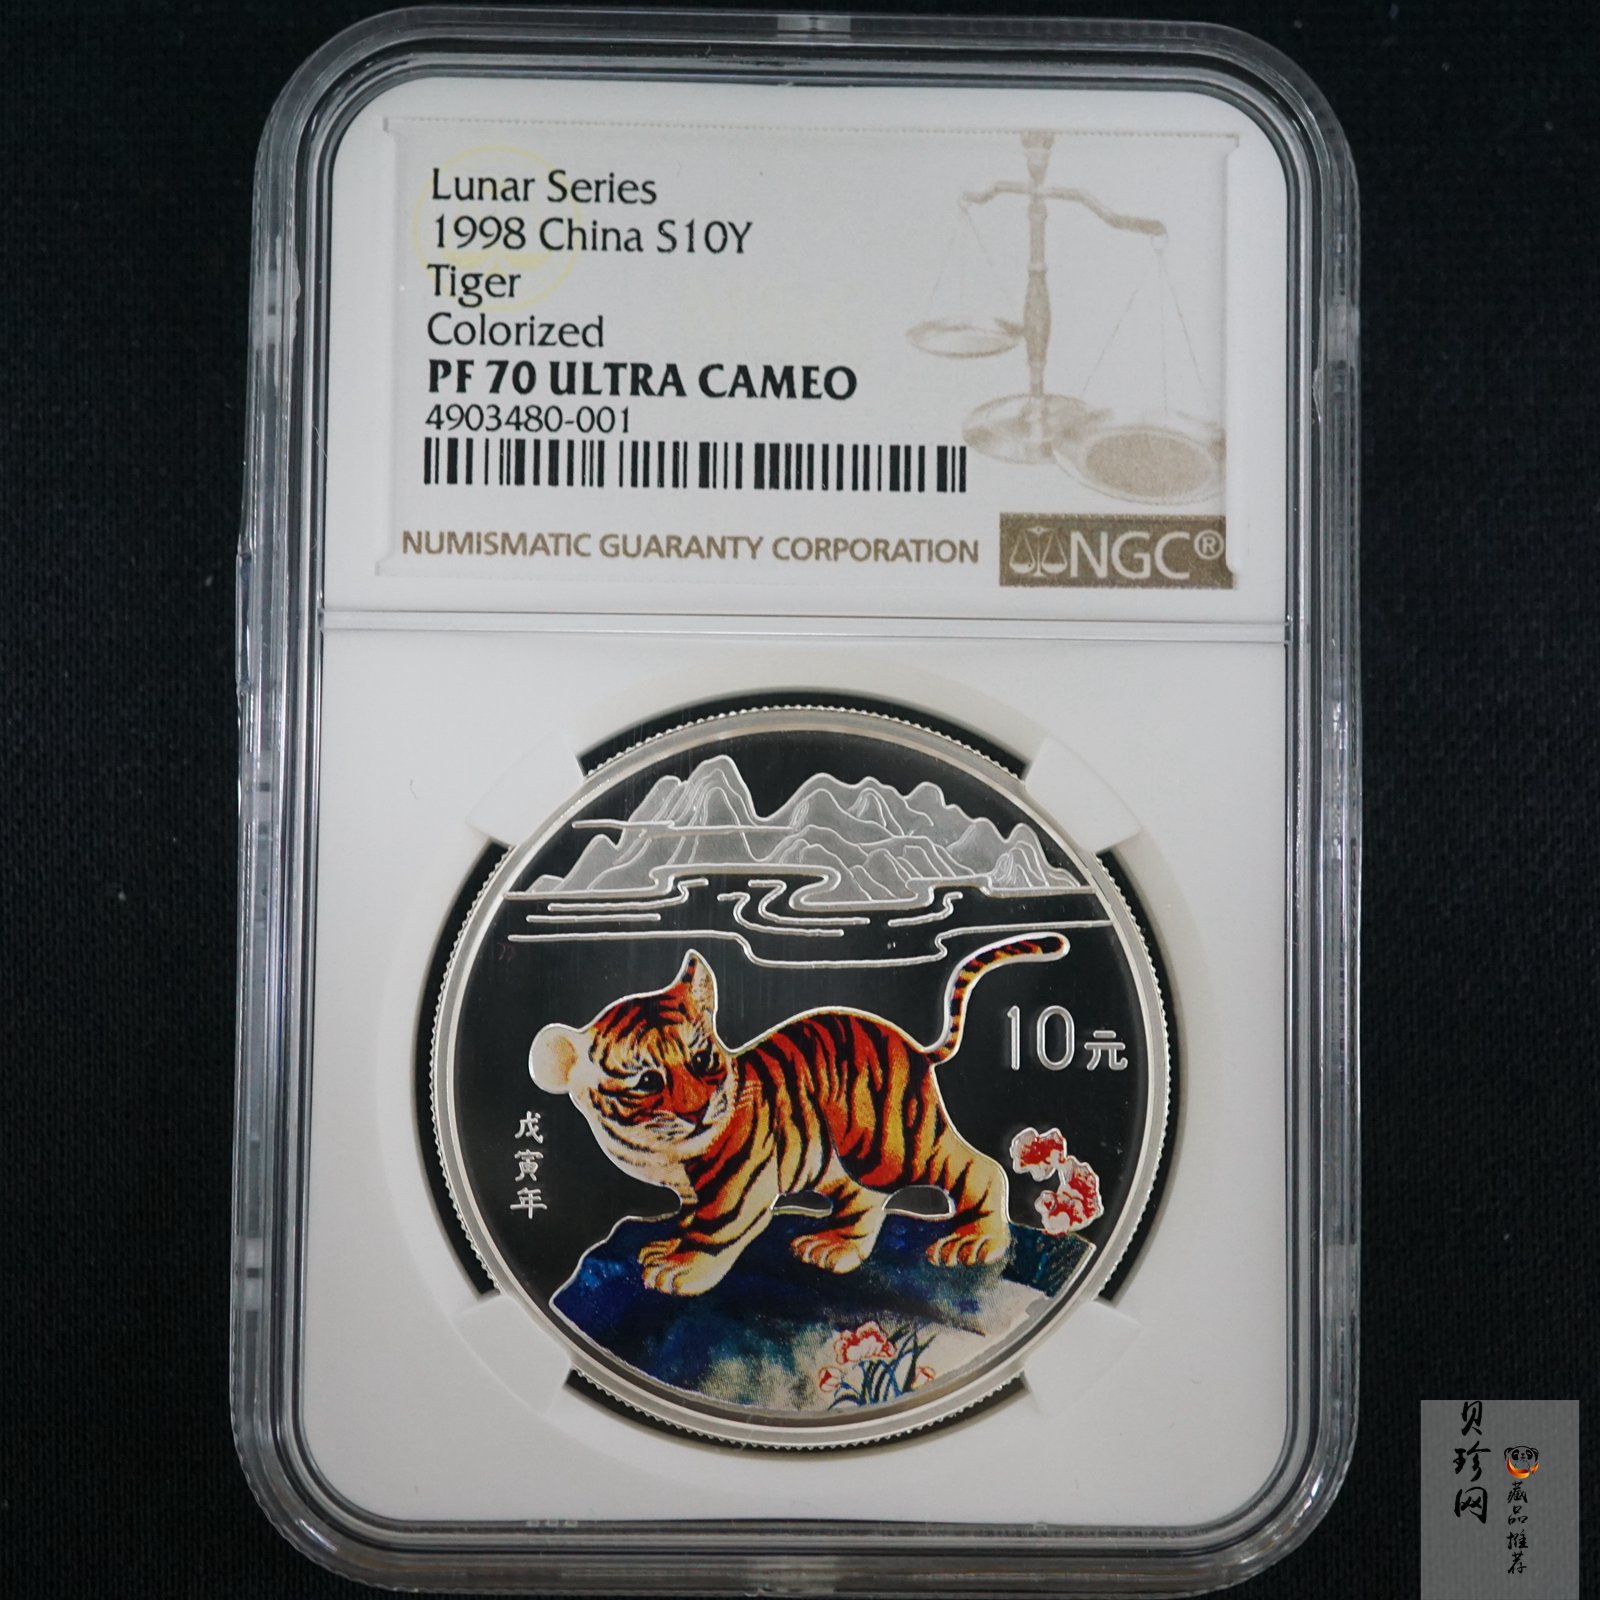 Lunar Series
1998 China S10Y
Tiger
Colorized
PF 70 ULTRA CAMEO
4903480-001
NUMISMATIC GUARANTY CORPORATION
NGC®
10元
戊寅年
贝珍网
藏品推荐